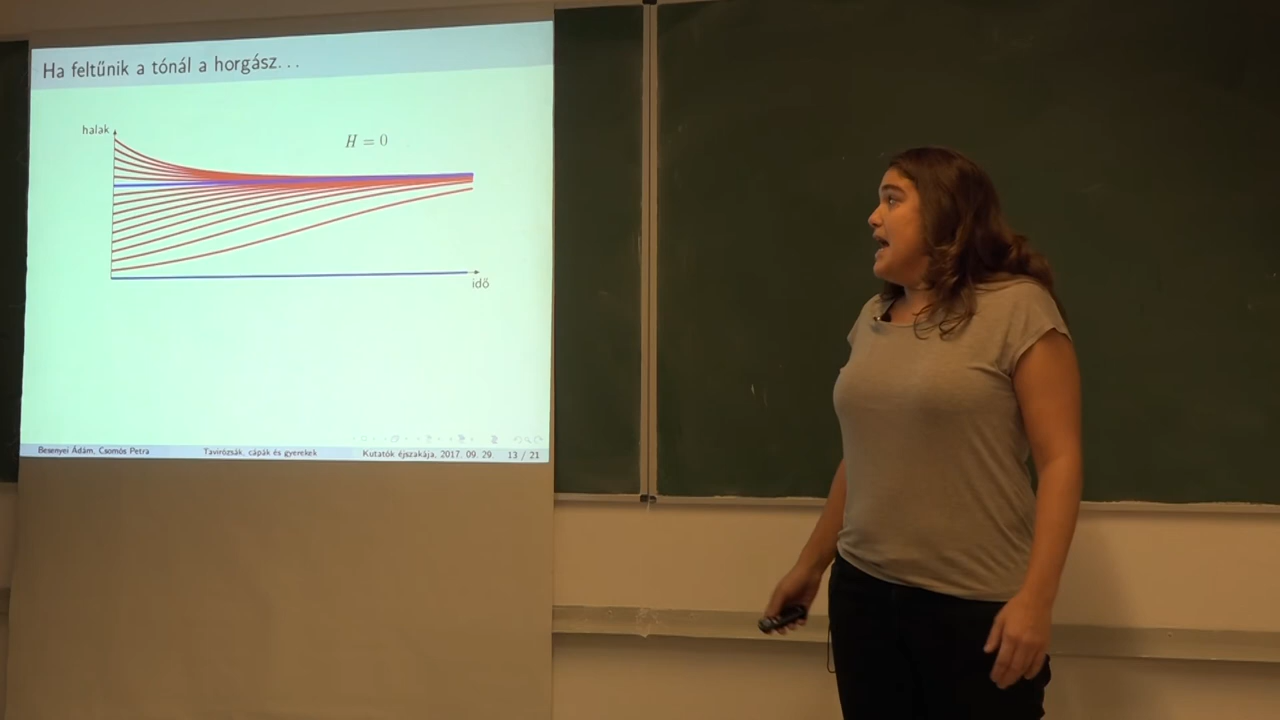 Ha feltűnik a tónál a horgász...
halak
H = 0
idő
Besenyei Ádám, Csomós Petra Tavirózsák, cápák és gyerekek Kutatók éjszakája, 2017. 09. 29. 13 / 21